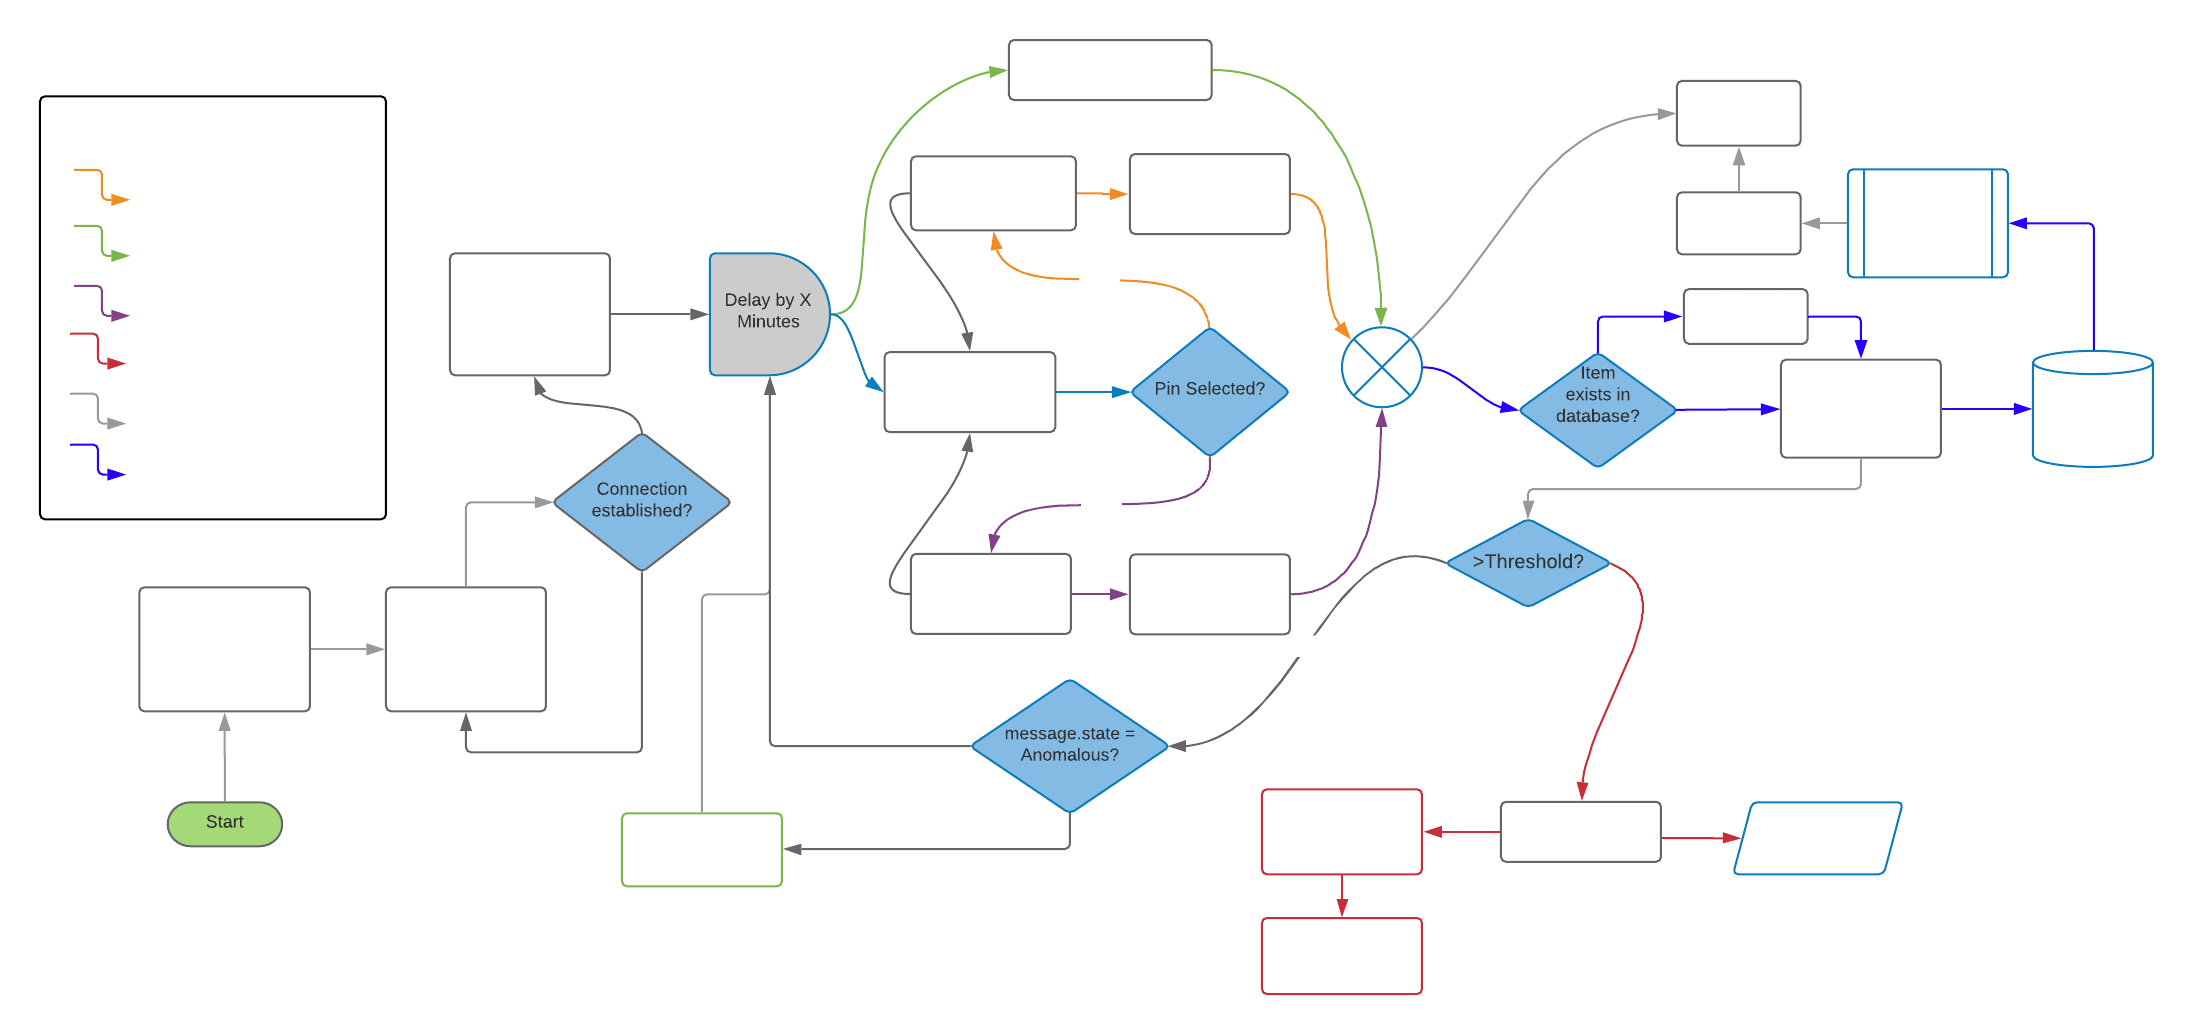 Delay by X
Minutes
Pin Selected?
Item
exists in
database?
Connection
established?
>Threshold?
message.state =
Anomalous?
Start